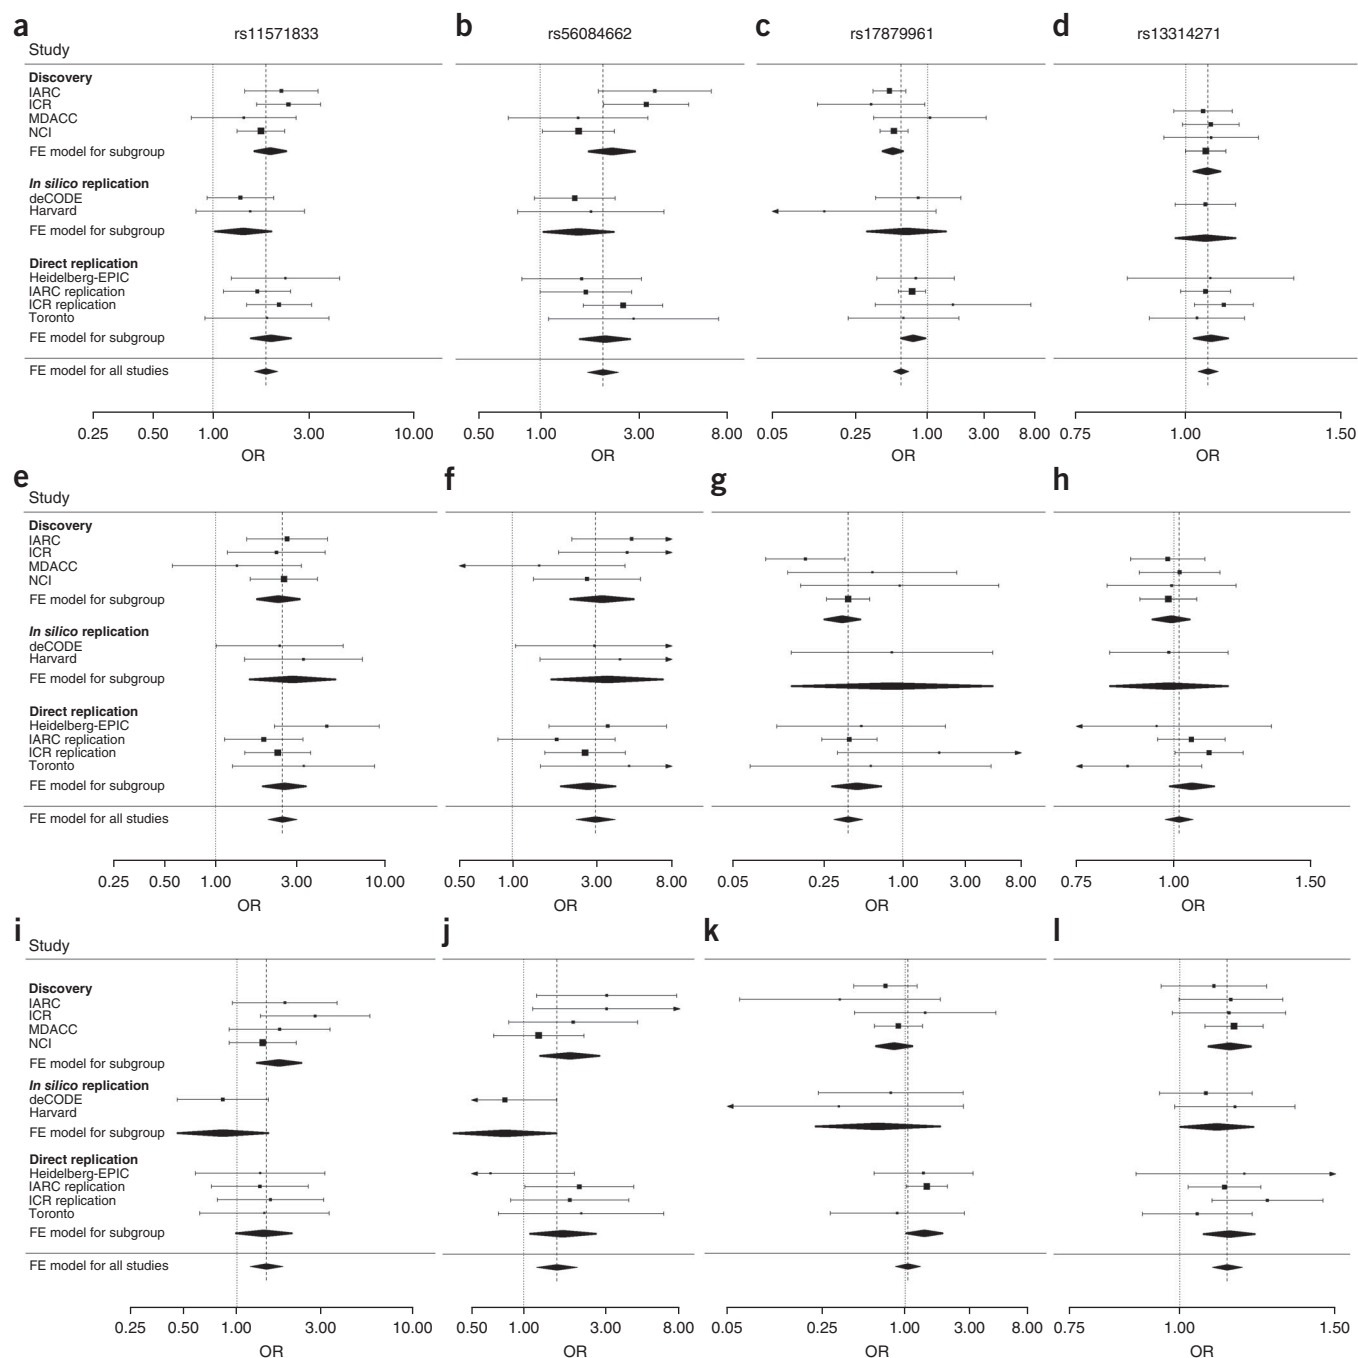 a b c d
rs11571833 rs56084662 rs17879961 rs13314271
Study
Discovery
IARC
ICR
MDACC
NCI
FE model for subgroup
In silico replication
deCODE
Harvard
FE model for subgroup
Direct replication
Heidelberg-EPIC
IARC replication
ICR replication
Toronto
FE model for subgroup
FE model for all studies
0.25 0.50 1.00 3.00 10.00 0.50 1.00 3.00 8.00 0.05 0.25 1.00 3.00 8.00 0.75 1.00 1.50
OR OR OR OR
e f g h
Study
Discovery
IARC
ICR
MDACC
NCI
FE model for subgroup
In silico replication
deCODE
Harvard
FE model for subgroup
Direct replication
Heidelberg-EPIC
IARC replication
ICR replication
Toronto
FE model for subgroup
FE model for all studies
0.25 0.50 1.00 3.00 10.00 0.50 1.00 3.00 8.00 0.05 0.25 1.00 3.00 8.00 0.75 1.00 1.50
OR OR OR OR
i j k l
Study
Discovery
IARC
ICR
MDACC
NCI
FE model for subgroup
In silico replication
deCODE
Harvard
FE model for subgroup
Direct replication
Heidelberg-EPIC
IARC replication
ICR replication
Toronto
FE model for subgroup
FE model for all studies
0.25 0.50 1.00 3.00 10.00 0.50 1.00 3.00 8.00 0.05 0.25 1.00 3.00 8.00 0.75 1.00 1.50
OR OR OR OR